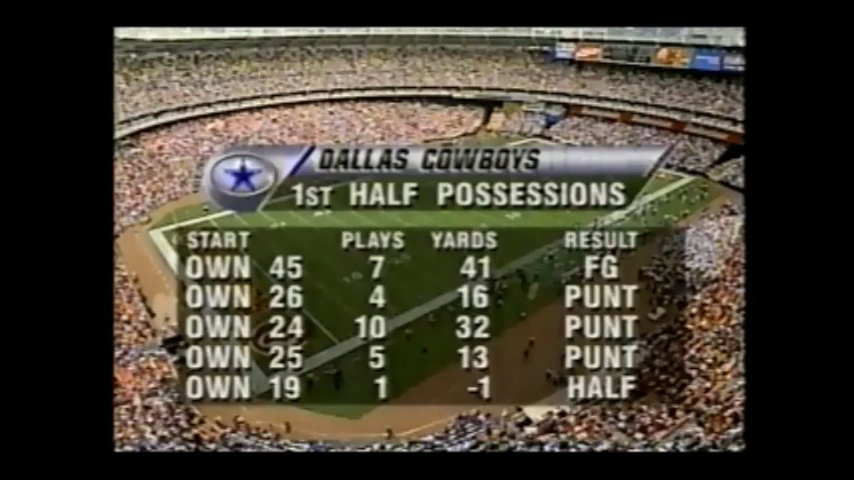 DALLAS COWBOYS
1ST HALF POSSESSIONS
START PLAYS YARDS RESULT
OWN 45 7 41 FG
OWN 26 4 16 PUNT
OWN 24 10 32 PUNT
OWN 25 5 13 PUNT
OWN 19 1 -1 HALF